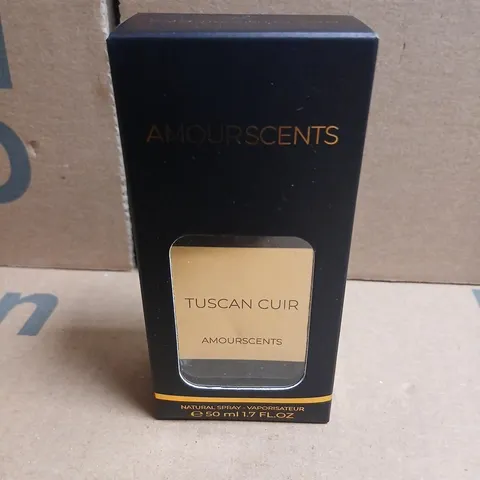 AMOURSCENTS
TUSCAN CUIR
AMOURSCENTS
NATURAL SPRAY - VAPORISATEUR
℮ 50 ml 1.7 FL.OZ